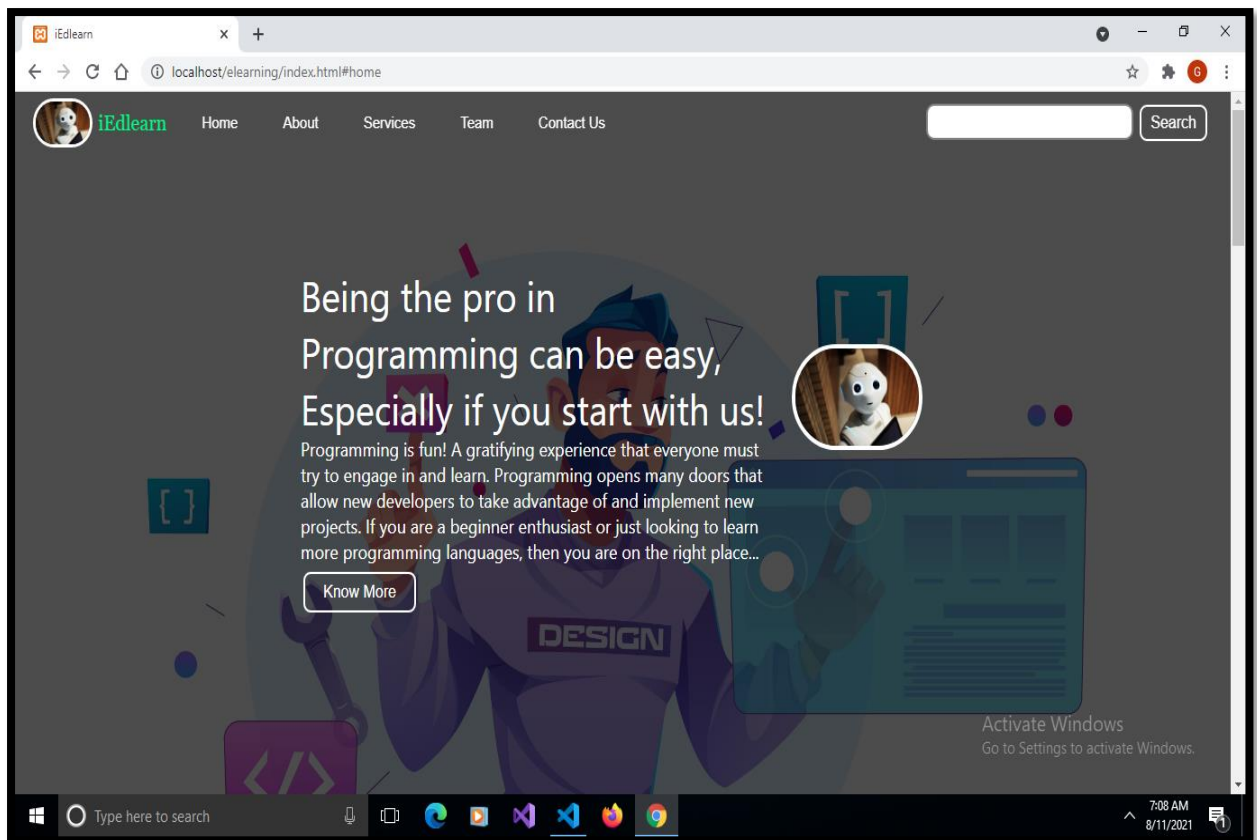 iEdlearn
localhost/elearning/index.html#home
G
iEdlearn Home About Services Team Contact Us Search
Being the pro in
Programming can be easy,
Especially if you start with us!
Programming is fun! A gratifying experience that everyone must
try to engage in and learn. Programming opens many doors that
allow new developers to take advantage of and implement new
projects. If you are a beginner enthusiast or just looking to learn
more programming languages, then you are on the right place...
Know More
[ ]
{ }
DESIGN
</>
Activate Windows
Go to Settings to activate Windows.
Type here to search
7:08 AM
8/11/2021
1